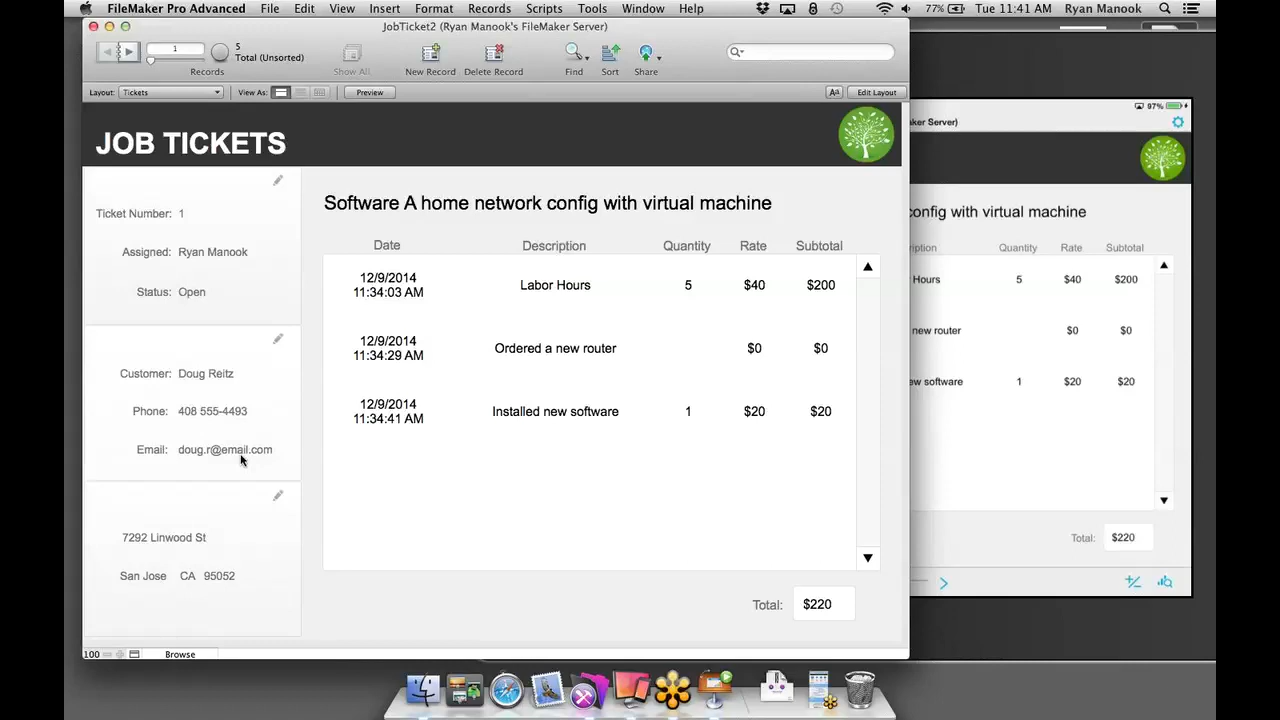 FileMaker Pro Advanced File Edit View Insert Format Records Scripts Tools Window Help 77% Tue 11:41 AM Ryan Manook
JobTicket2 (Ryan Manook's FileMaker Server)
1
5
Total (Unsorted)
Records
Show All
New Record
Delete Record
Find
Sort
Share
Layout: Tickets View As: Preview Aa Edit Layout
JOB TICKETS
Ticket Number: 1
Assigned: Ryan Manook
Status: Open
Customer: Doug Reitz
Phone: 408 555-4493
Email: doug.r@email.com
7292 Linwood St
San Jose CA 95052
Software A home network config with virtual machine
Date Description Quantity Rate Subtotal
12/9/2014
11:34:03 AM
Labor Hours 5 $40 $200
12/9/2014
11:34:29 AM
Ordered a new router $0 $0
12/9/2014
11:34:41 AM
Installed new software 1 $20 $20
Total: $220
100 Browse
97%
ker Server)
config with virtual machine
ription Quantity Rate Subtotal
Hours 5 $40 $200
new router $0 $0
ew software 1 $20 $20
Total: $220